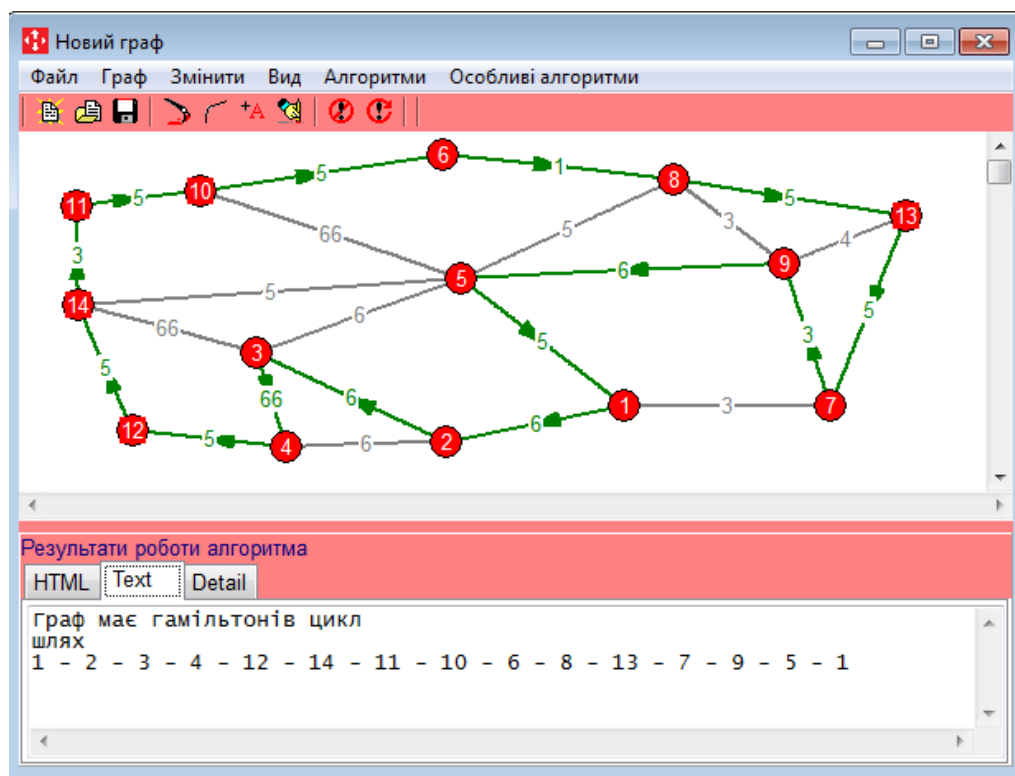 Новий граф
Файл Граф Змінити Вид Алгоритми Особливі алгоритми
+A
6
5 1
8
10
11 5 5
13
66 5 3
4
3 6 9
5
14 5
66 6 5 3 5
3
5 66 6 1 3 7
12 6
5 4 6 2
Результати роботи алгоритма
HTML Text Detail
Граф має гамільтонів цикл
шлях
1 - 2 - 3 - 4 - 12 - 14 - 11 - 10 - 6 - 8 - 13 - 7 - 9 - 5 - 1